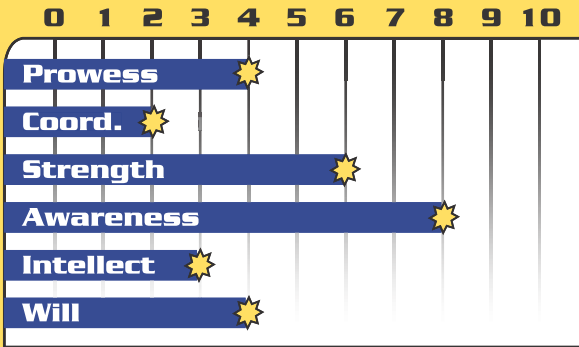 0 1 2 3 4 5 6 7 8 9 10
Prowess
Coord.
Strength
Awareness
Intellect
Will